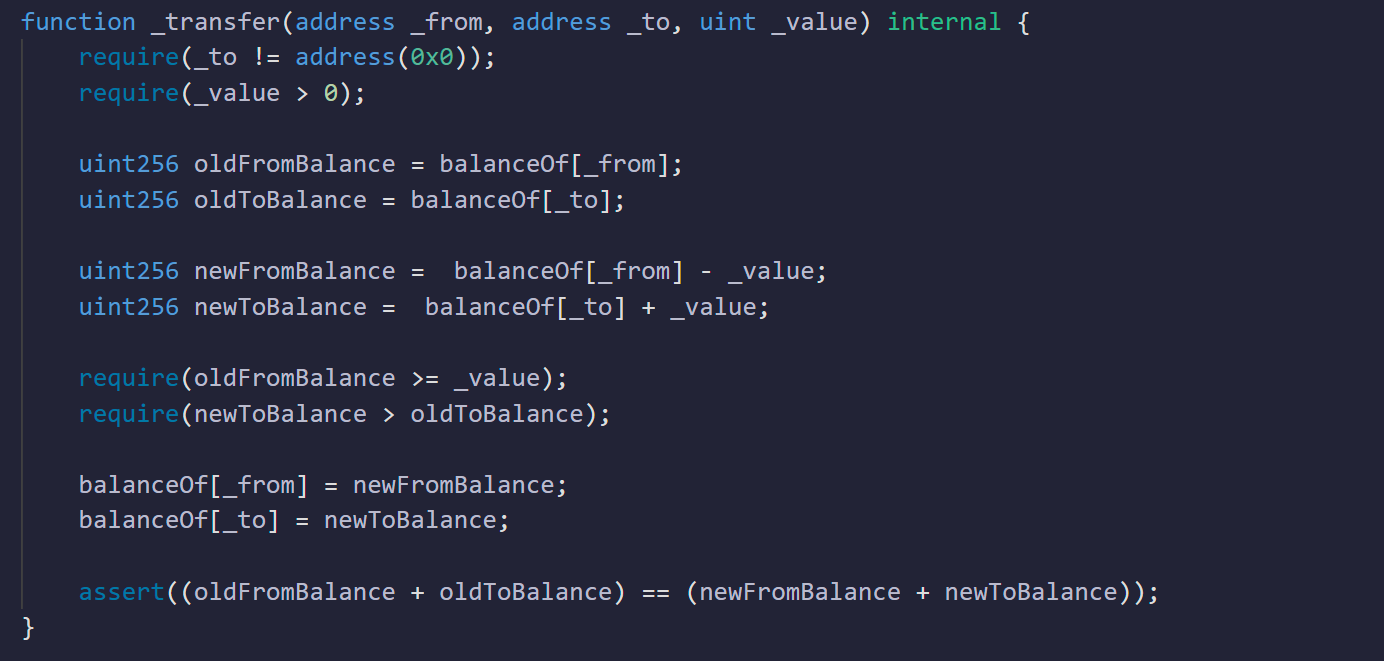 function _transfer(address _from, address _to, uint _value) internal {
    require(_to != address(0x0));
    require(_value > 0);

    uint256 oldFromBalance = balanceOf[_from];
    uint256 oldToBalance = balanceOf[_to];

    uint256 newFromBalance =  balanceOf[_from] - _value;
    uint256 newToBalance =  balanceOf[_to] + _value;

    require(oldFromBalance >= _value);
    require(newToBalance > oldToBalance);

    balanceOf[_from] = newFromBalance;
    balanceOf[_to] = newToBalance;

    assert((oldFromBalance + oldToBalance) == (newFromBalance + newToBalance));
}